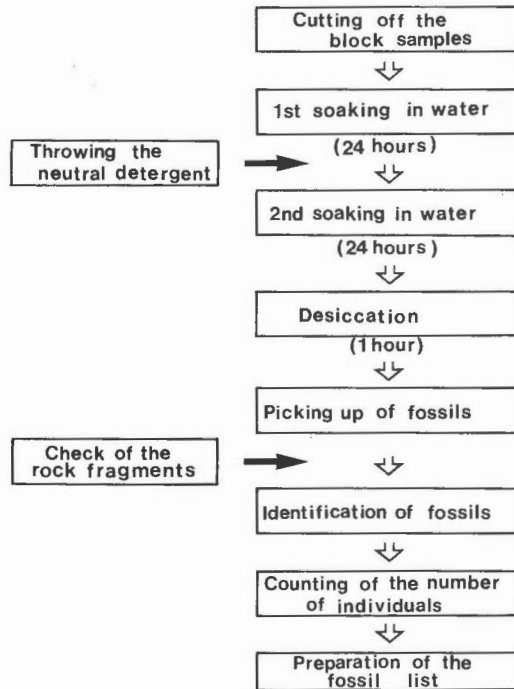 Cutting off the
block samples
1st soaking in water
(24 hours)
Throwing the
neutral detergent
2nd soaking in water
(24 hours)
Desiccation
(1 hour)
Picking up of fossils
Check of the
rock fragments
Identification of fossils
Counting of the number
of individuals
Preparation of the
fossil list